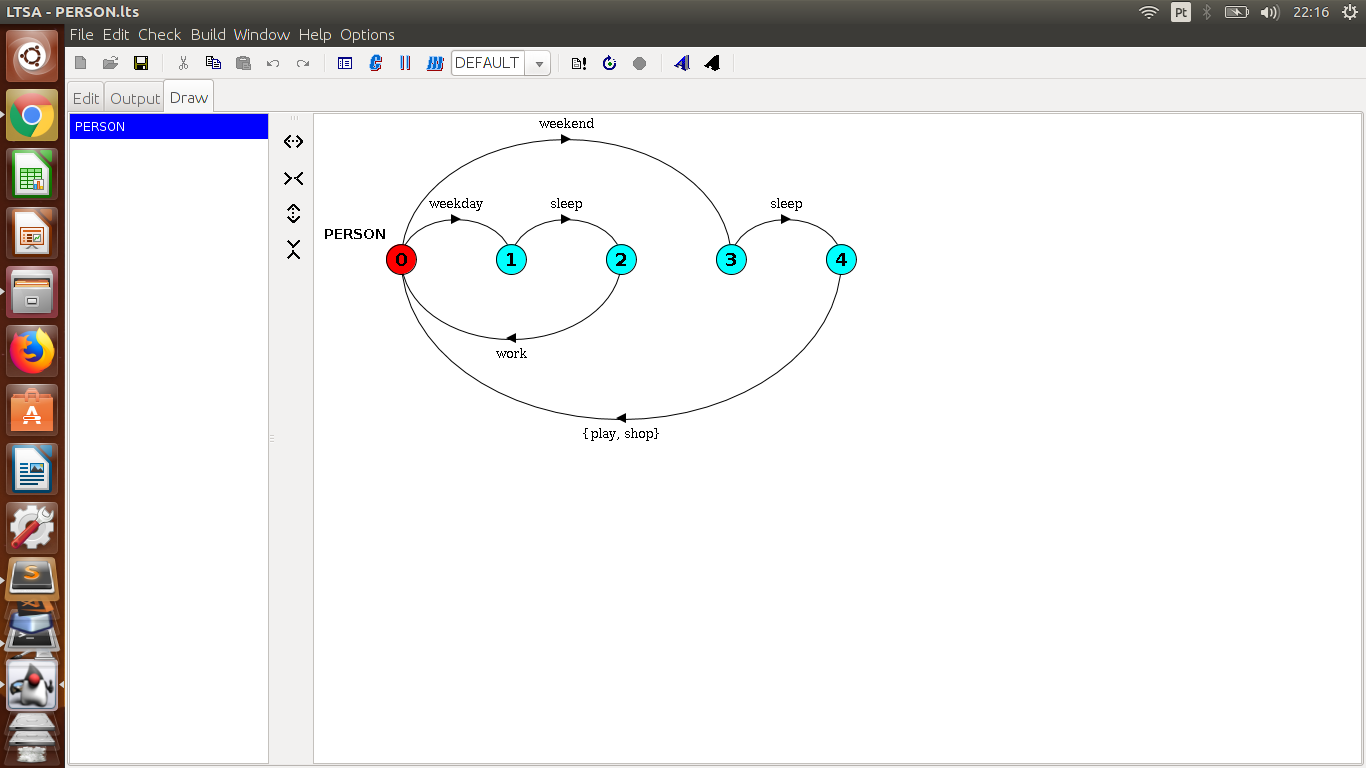 LTSA - PERSON.lts
Pt
22:16
File Edit Check Build Window Help Options
DEFAULT
Edit Output Draw
PERSON
weekend
weekday sleep sleep
PERSON
0 1 2 3 4
work
{play, shop}